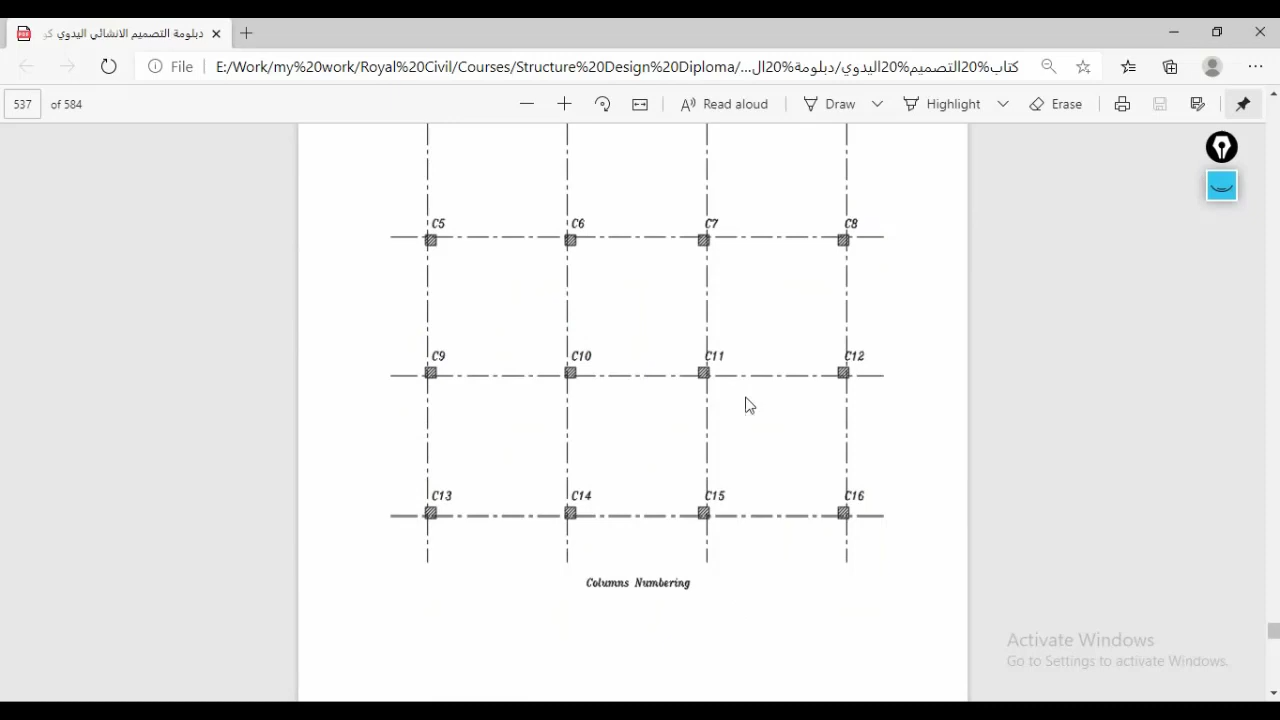 دبلومة التصميم الانشائي اليدوي كو
File
E:/Work/my%20work/Royal%20Civil/Courses/Structure%20Design%20Diploma/...كتاب%20التصميم%20اليدوي/دبلومة%20ال
537 of 584
Read aloud
Draw
Highlight
Erase
C5 C6 C7 C8
C9 C10 C11 C12
C13 C14 C15 C16
Columns Numbering
Activate Windows
Go to Settings to activate Windows.